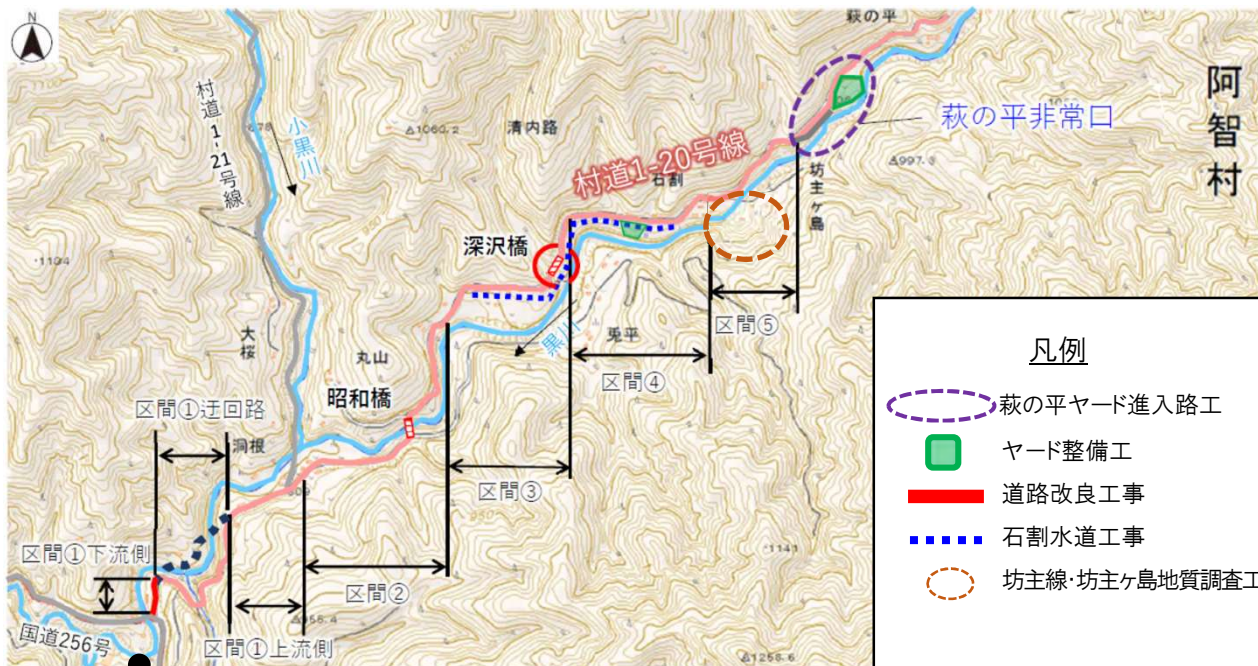 N
萩の平
阿智村
小黒川
村道1-21号線
678
△1060.2
清内路
萩の平非常口
村道1-20号線
石割
△997.3
坊主ヶ島
深沢橋
・1134
大桜
黒川
兎平
区間⑤
区間④
丸山
昭和橋
区間①迂回路
洞根
区間③
区間①下流側
区間②
区間①上流側
国道256号
・1141
△1258.6
凡例
萩の平ヤード進入路工
ヤード整備工
道路改良工事
石割水道工事
坊主線・坊主ヶ島地質調査工